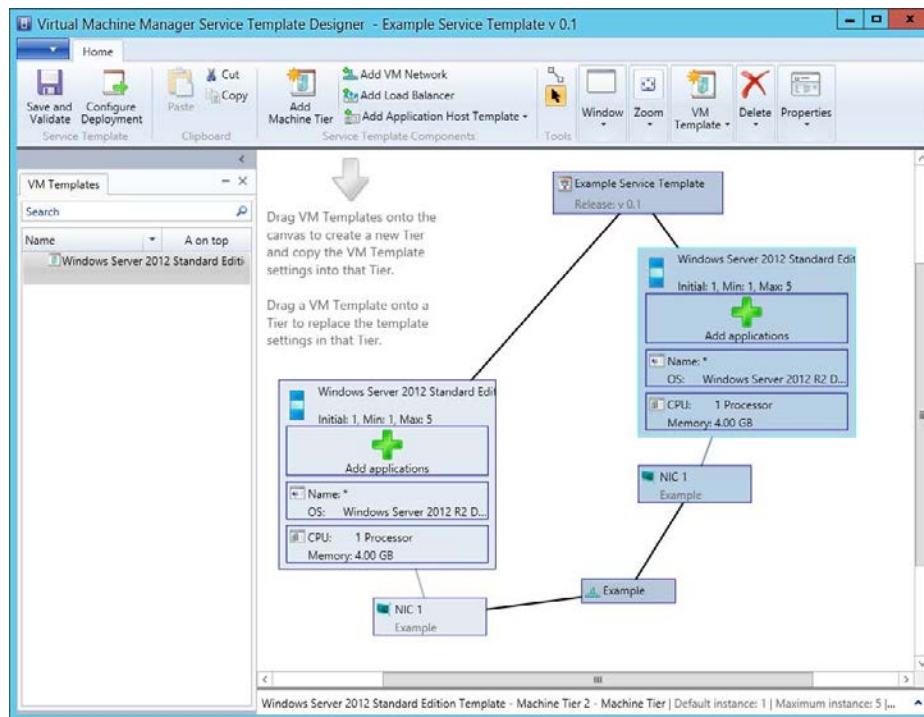 Virtual Machine Manager Service Template Designer - Example Service Template v 0.1
Home
Save and Validate
Configure Deployment
Service Template
Paste
Cut
Copy
Clipboard
Add Machine Tier
Add VM Network
Add Load Balancer
Add Application Host Template
Service Template Components
Tools
Window
Zoom
VM Template
Delete
Properties
VM Templates
Search
Name
A on top
Windows Server 2012 Standard Editi
Drag VM Templates onto the
canvas to create a new Tier
and copy the VM Template
settings into that Tier.
Drag a VM Template onto a
Tier to replace the template
settings in that Tier.
Example Service Template
Release: v 0.1
Windows Server 2012 Standard Edit
Initial: 1, Min: 1, Max: 5
Add applications
Name: *
OS: Windows Server 2012 R2 D...
CPU: 1 Processor
Memory: 4.00 GB
NIC 1
Example
Windows Server 2012 Standard Edit
Initial: 1, Min: 1, Max: 5
Add applications
Name: *
OS: Windows Server 2012 R2 D...
CPU: 1 Processor
Memory: 4.00 GB
NIC 1
Example
Example
Windows Server 2012 Standard Edition Template - Machine Tier 2 - Machine Tier | Default instance: 1 | Maximum instance: 5 |...